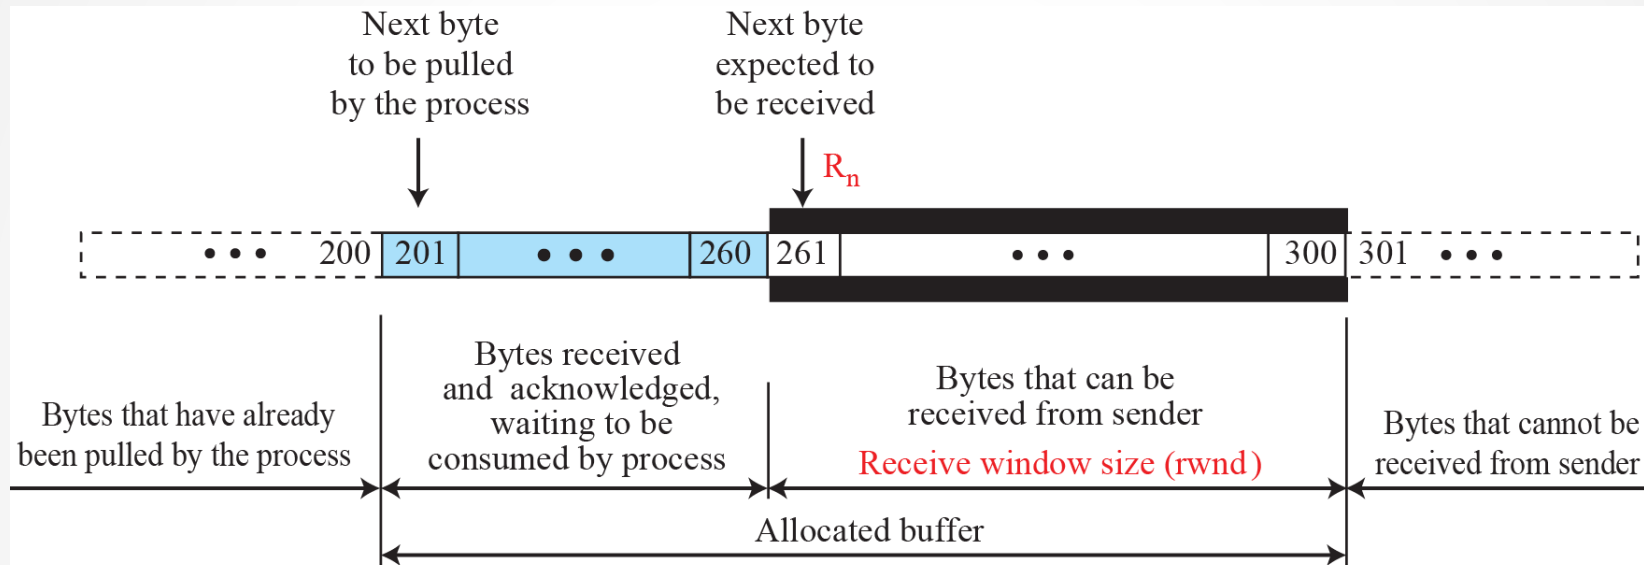 Next byte
to be pulled
by the process
Next byte
expected to
be received
Rn
• • • 200 201 • • • 260 261 • • • 300 301 • • •
Bytes that have already
been pulled by the process
Bytes received
and acknowledged,
waiting to be
consumed by process
Bytes that can be
received from sender
Receive window size (rwnd)
Bytes that cannot be
received from sender
Allocated buffer